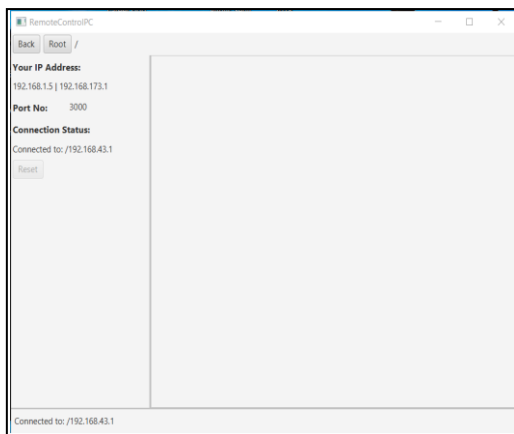 RemoteControlPC
Back Root /
Your IP Address:
192.168.1.5 | 192.168.173.1
Port No: 3000
Connection Status:
Connected to: /192.168.43.1
Reset
Connected to: /192.168.43.1